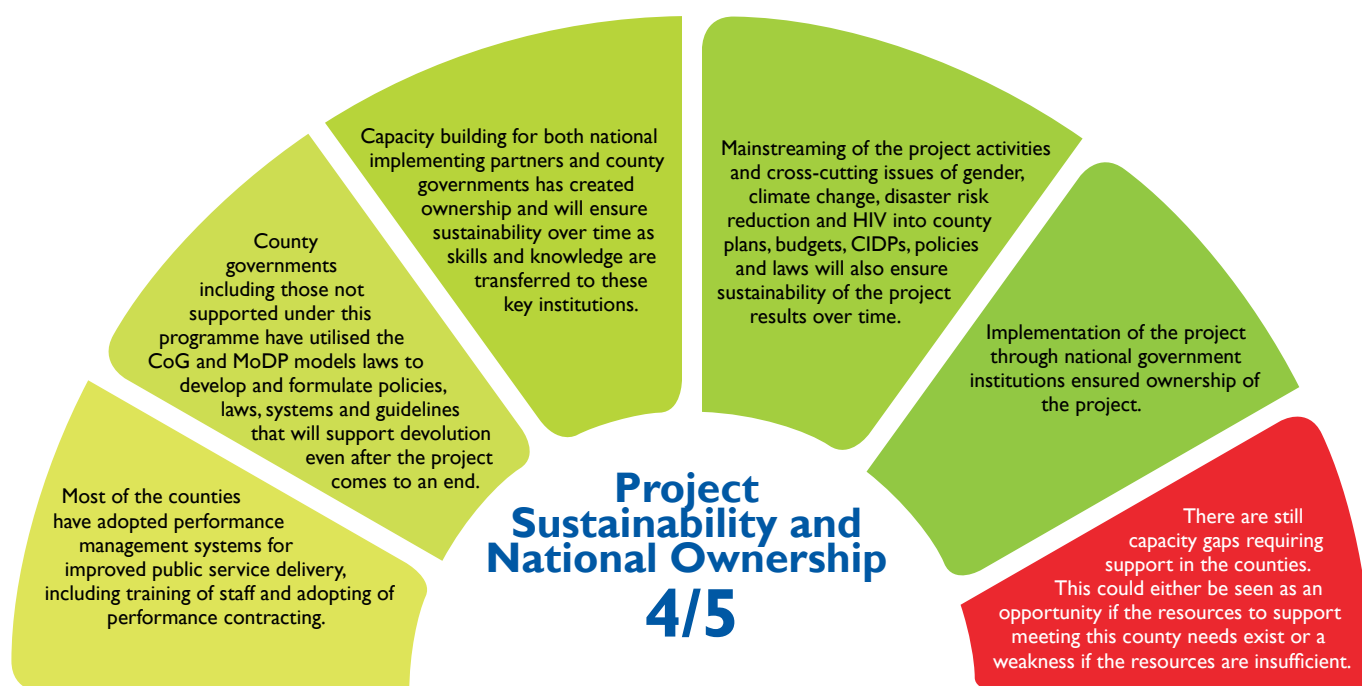 Most of the counties
have adopted performance
management systems for
improved public service delivery,
including training of staff and adopting of
performance contracting.
County
governments
including those not
supported under this
programme have utilised the
CoG and MoDP models laws to
develop and formulate policies,
laws, systems and guidelines
that will support devolution
even after the project
comes to an end.
Capacity building for both national
implementing partners and county
governments has created
ownership and will ensure
sustainability over time as
skills and knowledge are
transferred to these
key institutions.
Mainstreaming of the project activities
and cross-cutting issues of gender,
climate change, disaster risk
reduction and HIV into county
plans, budgets, CIDPs, policies
and laws will also ensure
sustainability of the project
results over time.
Implementation of the project
through national government
institutions ensured ownership of
the project.
There are still
capacity gaps requiring
support in the counties.
This could either be seen as an
opportunity if the resources to support
meeting this county needs exist or a
weakness if the resources are insufficient.
Project
Sustainability and
National Ownership
4/5